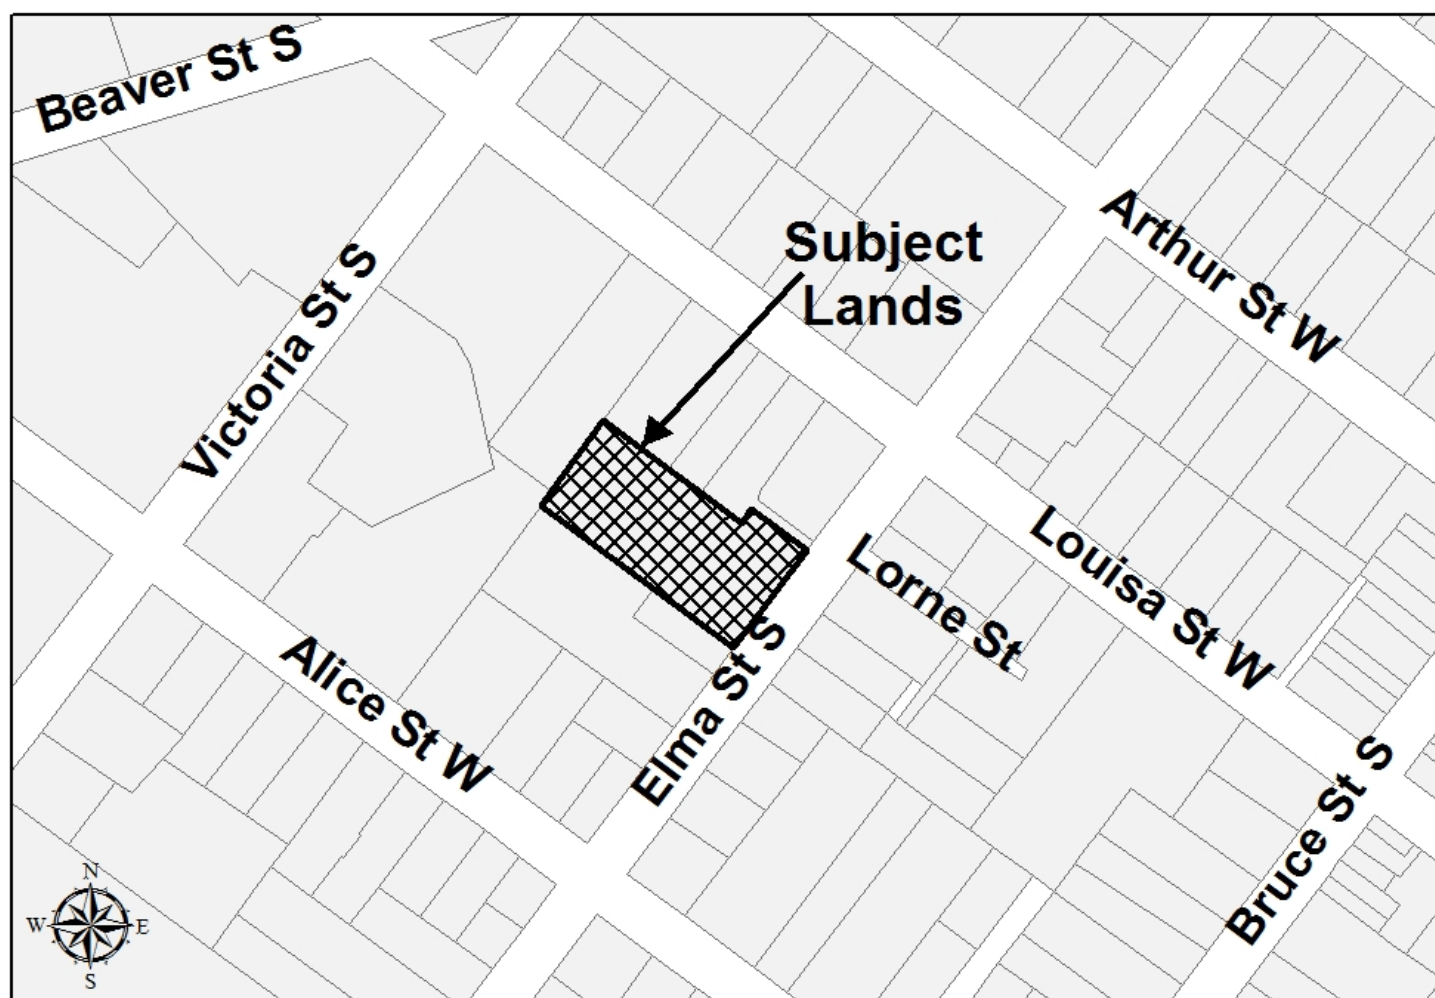 Beaver St S
Subject
Lands
Arthur St W
Victoria St S
Louisa St W
Lorne St
Elma St S
Alice St W
Bruce St S
N
W E
S